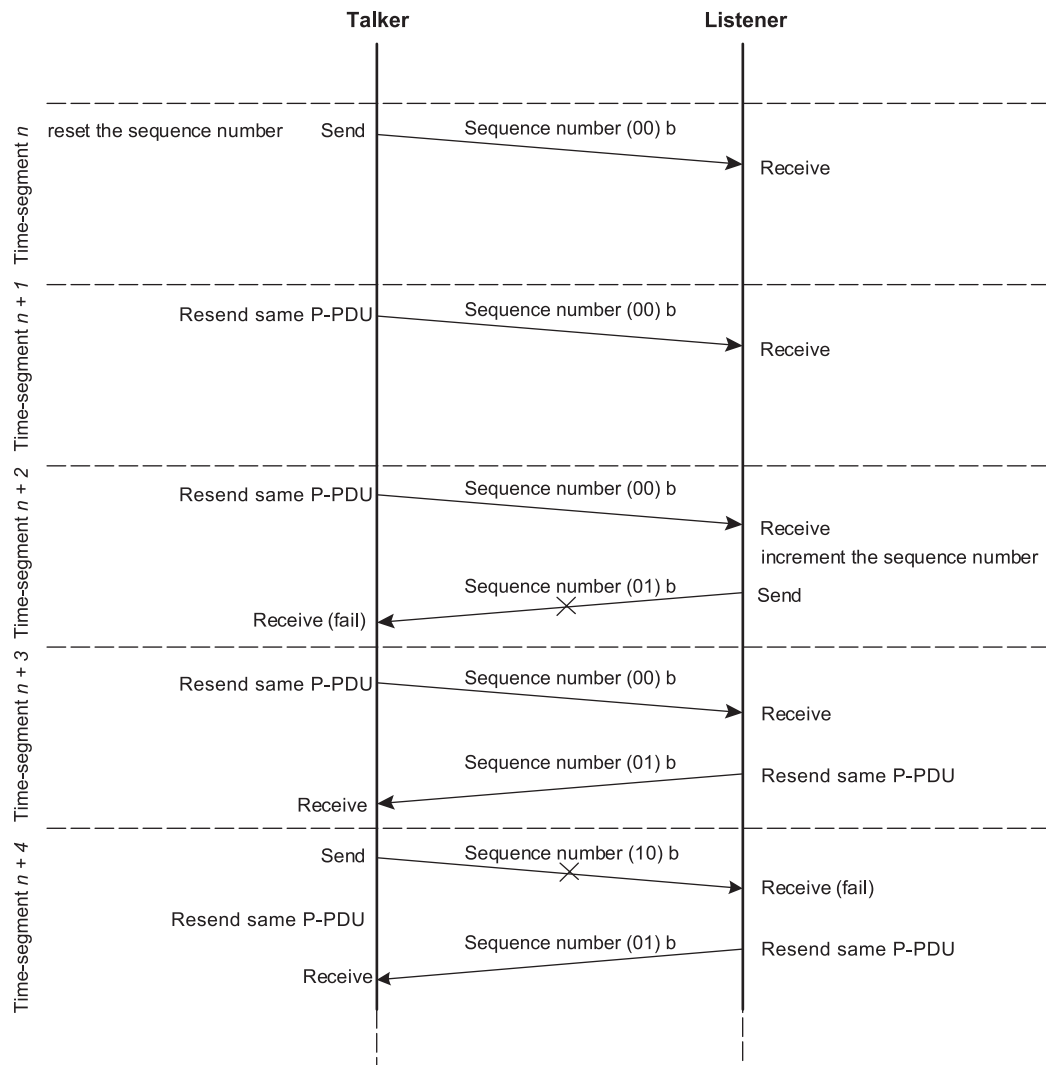 Talker Listener
Time-segment n
reset the sequence number Send Sequence number (00) b
Receive
Time-segment n + 1
Resend same P-PDU Sequence number (00) b
Receive
Time-segment n + 2
Resend same P-PDU Sequence number (00) b
Receive
increment the sequence number
Sequence number (01) b
Send
Receive (fail)
Time-segment n + 3
Resend same P-PDU Sequence number (00) b
Receive
Sequence number (01) b
Resend same P-PDU
Receive
Time-segment n + 4
Send Sequence number (10) b
Receive (fail)
Resend same P-PDU
Sequence number (01) b
Resend same P-PDU
Receive